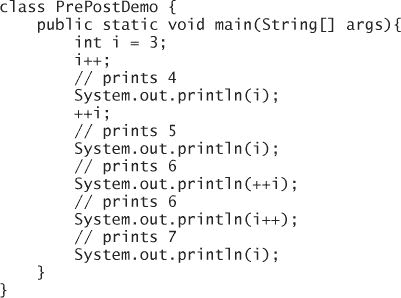 class PrePostDemo {
    public static void main(String[] args){
        int i = 3;
        i++;
        // prints 4
        System.out.println(i);
        ++i;
        // prints 5
        System.out.println(i);
        // prints 6
        System.out.println(++i);
        // prints 6
        System.out.println(i++);
        // prints 7
        System.out.println(i);
    }
}